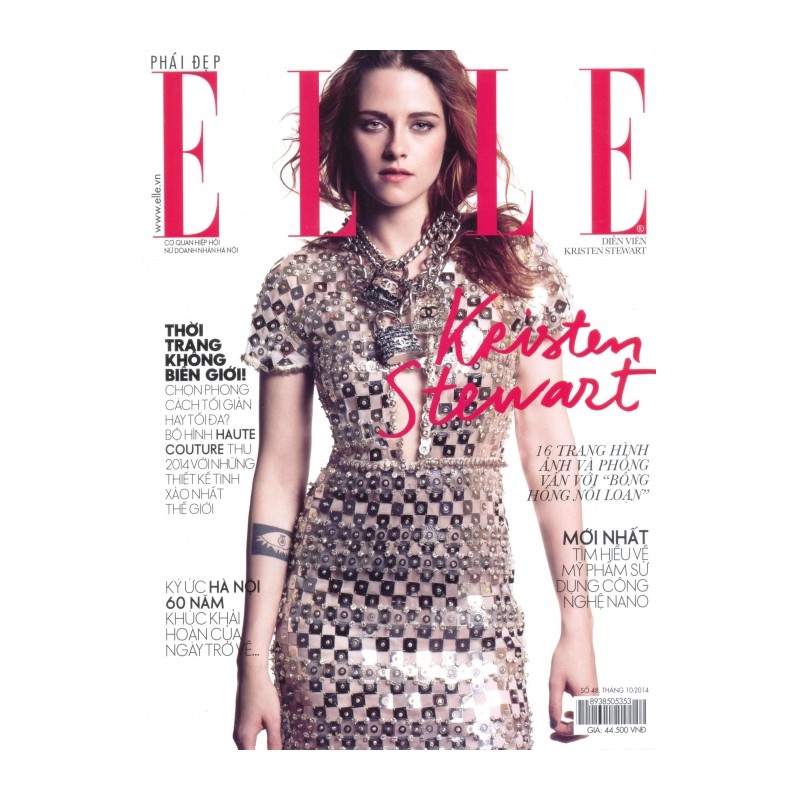 PHÁI ĐẸP
ELLE
www.elle.vn
CƠ QUAN HIỆP HỘI
NỮ DOANH NHÂN HÀ NỘI
DIỄN VIÊN
KRISTEN STEWART
Kristen
Stewart
THỜI
TRANG
KHÔNG
BIÊN GIỚI!
CHỌN PHONG
CÁCH TỐI GIẢN
HAY TỐI ĐA?
BỘ HÌNH HAUTE
COUTURE THU
2014 VỚI NHỮNG
THIẾT KẾ TINH
XẢO NHẤT
THẾ GIỚI
16 TRANG HÌNH
ẢNH VÀ PHỎNG
VẤN VỚI "BÔNG
HỒNG NỔI LOẠN"
MỚI NHẤT
TÌM HIỂU VỀ
MỸ PHẨM SỬ
DỤNG CÔNG
NGHỆ NANO
KÝ ỨC HÀ NỘI
60 NĂM
KHÚC KHẢI
HOÀN CỦA
NGÀY TRỞ VỀ...
SỐ 48, THÁNG 10.2014
8938505353
GIÁ: 44.500 VNĐ